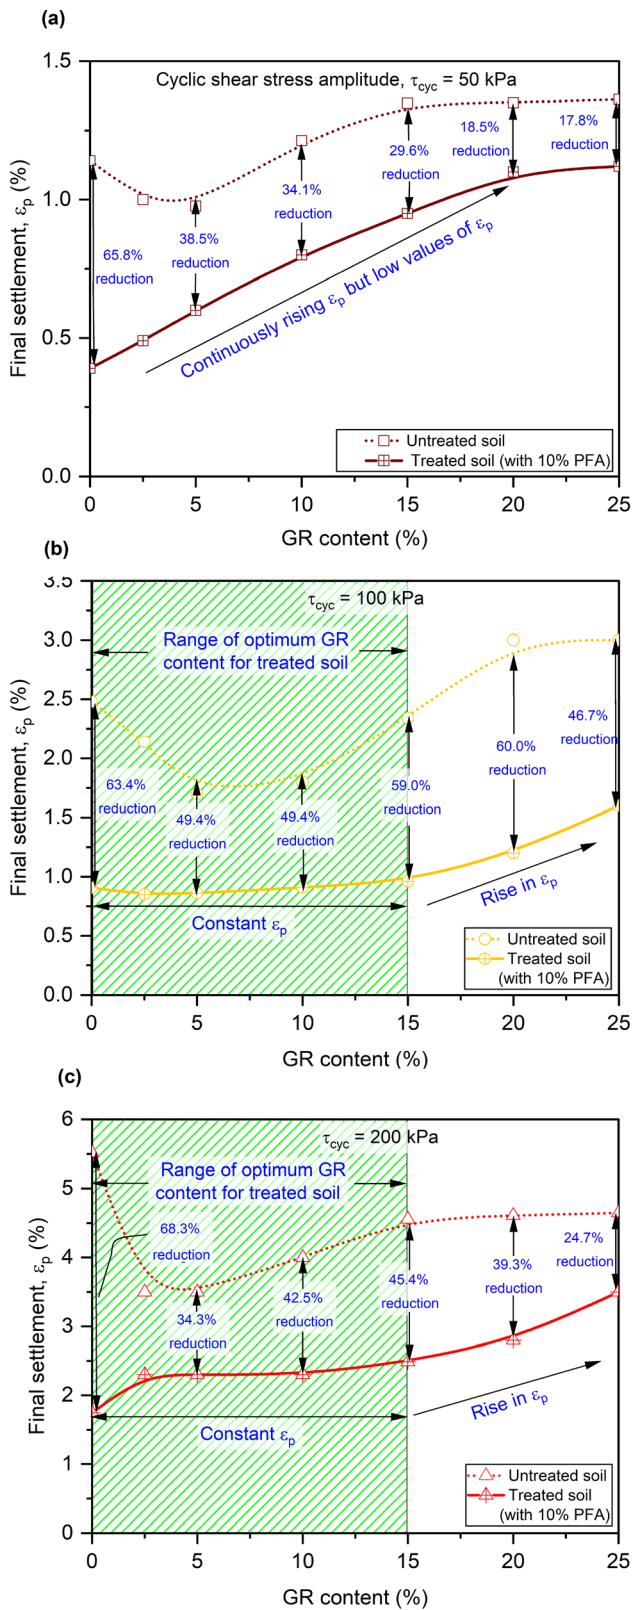 (a)
1.5
Cyclic shear stress amplitude, τcyc = 50 kPa
17.8%
reduction
18.5%
reduction
29.6%
reduction
34.1%
reduction
1.0
38.5%
reduction
65.8%
reduction
Continuously rising εp but low values of εp
Final settlement, εp (%)
0.5
Untreated soil
Treated soil (with 10% PFA)
0.0
0 5 10 15 20 25
GR content (%)
(b)
3.5
τcyc = 100 kPa
Range of optimum GR
content for treated soil
3.0
2.5
46.7%
reduction
60.0%
reduction
2.0
63.4%
reduction
59.0%
reduction
49.4%
reduction
49.4%
reduction
1.5
Final settlement, εp (%)
1.0
Rise in εp
Constant εp
0.5
Untreated soil
Treated soil
(with 10% PFA)
0.0
0 5 10 15 20 25
GR content (%)
(c)
6
τcyc = 200 kPa
Range of optimum GR
content for treated soil
5
68.3%
reduction
24.7%
reduction
4
39.3%
reduction
45.4%
reduction
42.5%
reduction
34.3%
reduction
3
Final settlement, εp (%)
2
Rise in εp
Constant εp
1
Untreated soil
Treated soil
(with 10% PFA)
0
0 5 10 15 20 25
GR content (%)